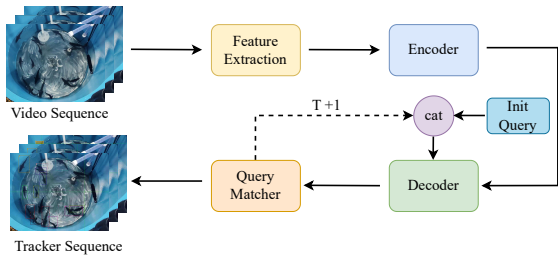 Feature
Extraction
Encoder
Video Sequence
T +1
cat
Init
Query
Query
Matcher
Decoder
Tracker Sequence